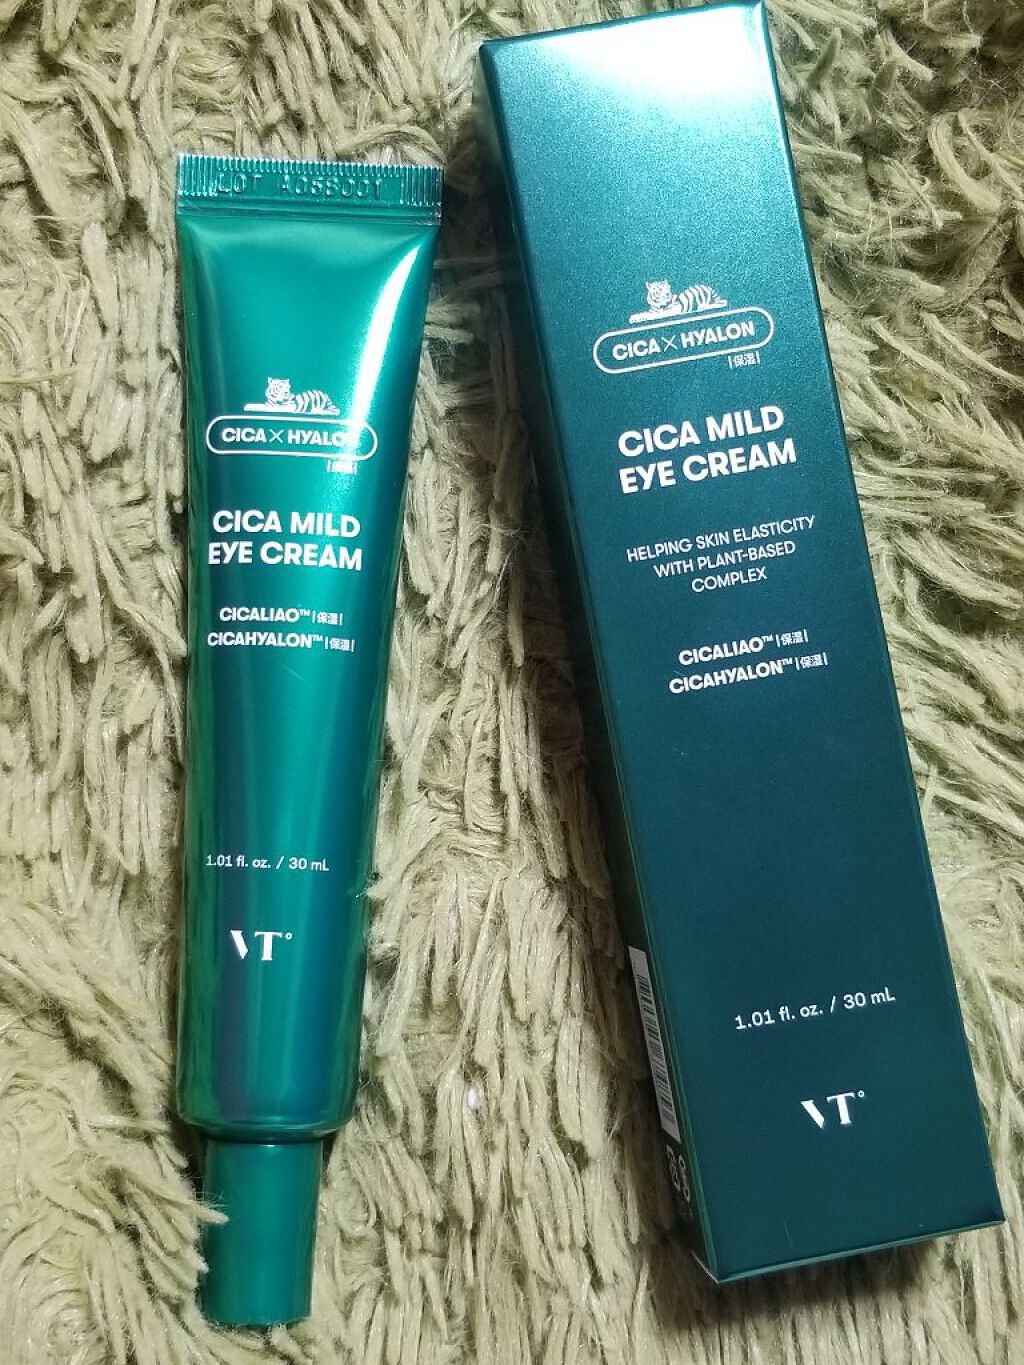 LOT A05B001
CICA×HYALON
CICA MILD
EYE CREAM
CICALIAO™|保湿|
CICAHYALON™|保湿|
1.01 fl. oz. / 30 mL
VT°
CICA×HYALON
|保湿|
CICA MILD
EYE CREAM
HELPING SKIN ELASTICITY
WITH PLANT-BASED
COMPLEX
CICALIAO™|保湿|
CICAHYALON™|保湿|
1.01 fl. oz. / 30 mL
VT°